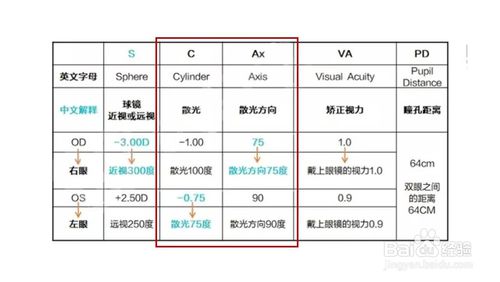 S C Ax VA PD
英文字母 Sphere Cylinder Axis Visual Acuity Pupil Distance
中文解释 球镜 近视或远视 散光 散光方向 矫正视力 瞳孔距离
OD -3.00D -1.00 75 1.0
右眼 近视300度 散光100度 散光方向75度 戴上眼镜的视力1.0
64cm
双眼之间
的距离
64CM
OS +2.50D -0.75 90 0.9
左眼 远视250度 散光75度 散光方向90度 戴上眼镜的视力0.9
Baidu经验
jingyan.baidu.com